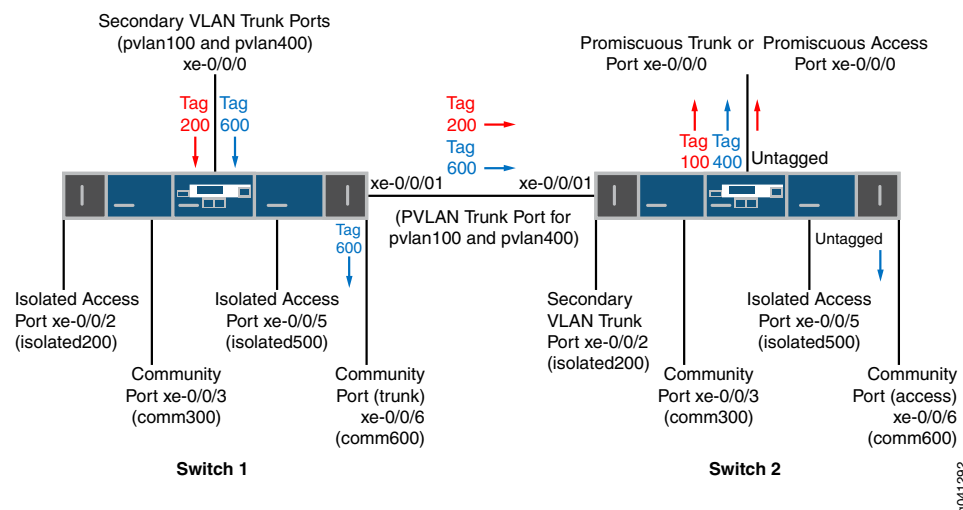 Secondary VLAN Trunk Ports
(pvlan100 and pvlan400)
xe-0/0/0
Promiscuous Trunk or
Port xe-0/0/0
Promiscuous Access
Port xe-0/0/0
Tag
200
Tag
600
Tag
200
Tag
600
Tag
100
Tag
400
Untagged
xe-0/0/01
xe-0/0/01
(PVLAN Trunk Port for
pvlan100 and pvlan400)
Tag
600
Untagged
Isolated Access
Port xe-0/0/2
(isolated200)
Isolated Access
Port xe-0/0/5
(isolated500)
Secondary
VLAN Trunk
Port xe-0/0/2
(isolated200)
Isolated Access
Port xe-0/0/5
(isolated500)
Community
Port xe-0/0/3
(comm300)
Community
Port (trunk)
xe-0/0/6
(comm600)
Community
Port xe-0/0/3
(comm300)
Community
Port (access)
xe-0/0/6
(comm600)
Switch 1
Switch 2